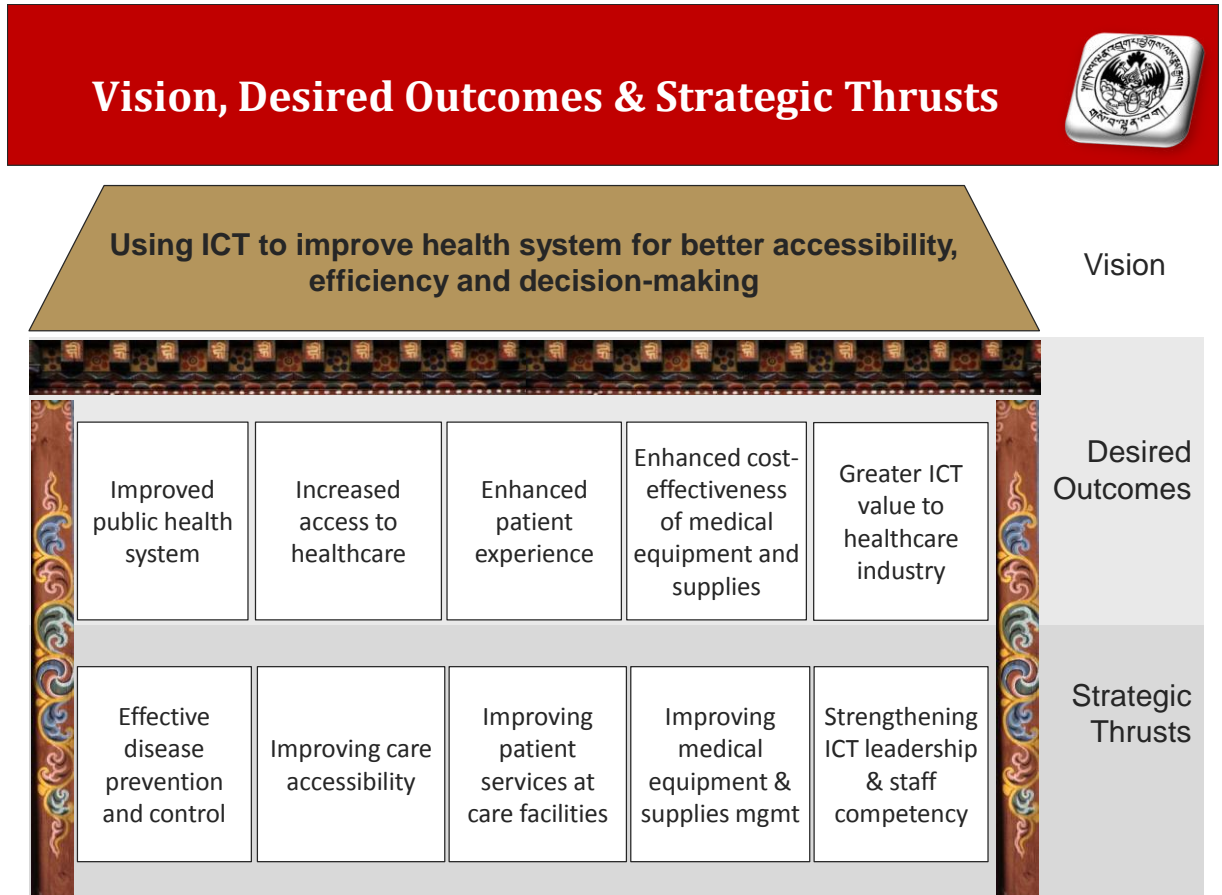 Vision, Desired Outcomes & Strategic Thrusts
Using ICT to improve health system for better accessibility,
efficiency and decision-making
Vision
Improved
public health
system
Increased
access to
healthcare
Enhanced
patient
experience
Enhanced cost-
effectiveness
of medical
equipment and
supplies
Greater ICT
value to
healthcare
industry
Desired
Outcomes
Effective
disease
prevention
and control
Improving care
accessibility
Improving
patient
services at
care facilities
Improving
medical
equipment &
supplies mgmt
Strengthening
ICT leadership
& staff
competency
Strategic
Thrusts